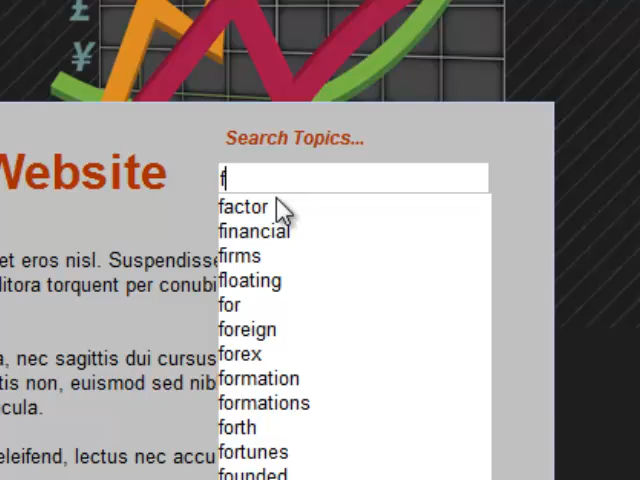 £
¥
Search Topics...
Website
f
factor
financial
et eros nisl. Suspendisse
firms
litora torquent per conubi
floating
for
foreign
a, nec sagittis dui cursus
forex
tis non, euismod sed nib
formation
cula.
formations
forth
eleifend, lectus nec accu
fortunes
founded